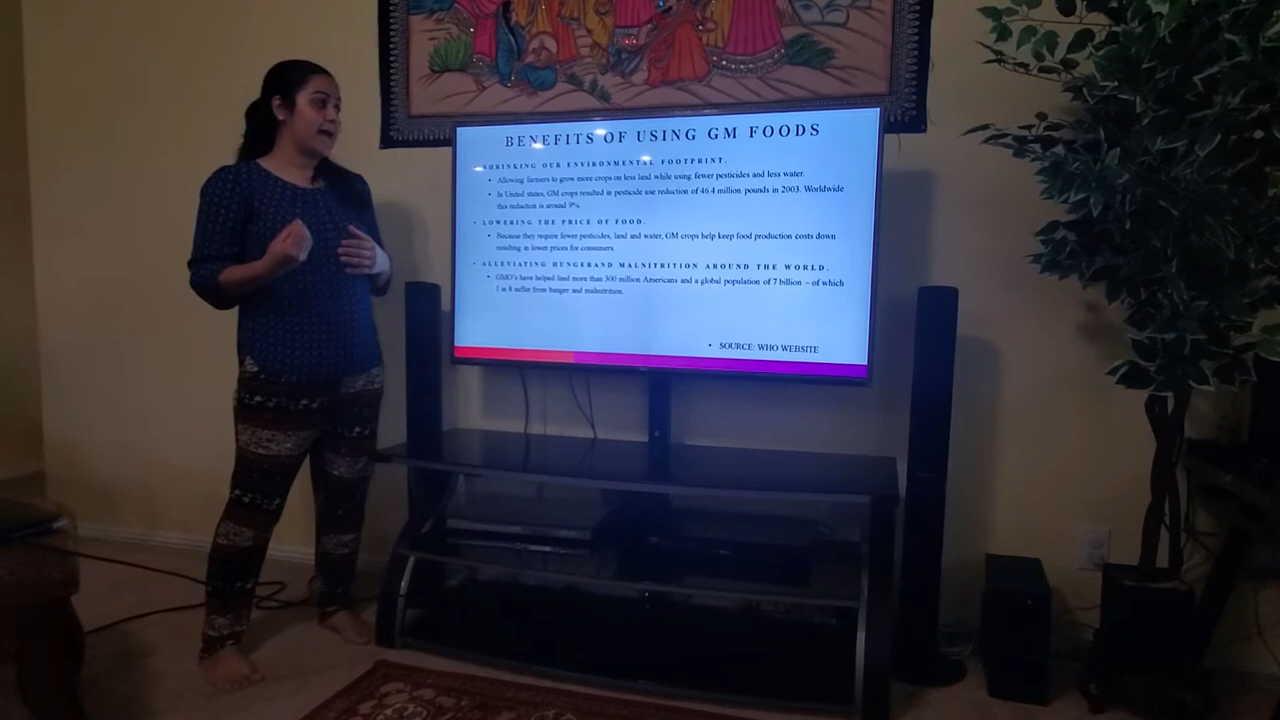 BENEFITS OF USING GM FOODS
• SHRINKING OUR ENVIRONMENTAL FOOTPRINT.
• Allowing farmers to grow more crops on less land while using fewer pesticides and less water.
• In United states, GM crops resulted in pesticide use reduction of 46.4 million pounds in 2003. Worldwide
this reduction is around 9%.
• LOWERING THE PRICE OF FOOD.
• Because they require fewer pesticides, land and water, GM crops help keep food production costs down
resulting in lower prices for consumers.
• ALLEVIATING HUNGERAND MALNITRITION AROUND THE WORLD.
• GMO's have helped feed more than 300 million Americans and a global population of 7 billion – of which
1 in 8 suffer from hunger and malnutrition.
• SOURCE: WHO WEBSITE